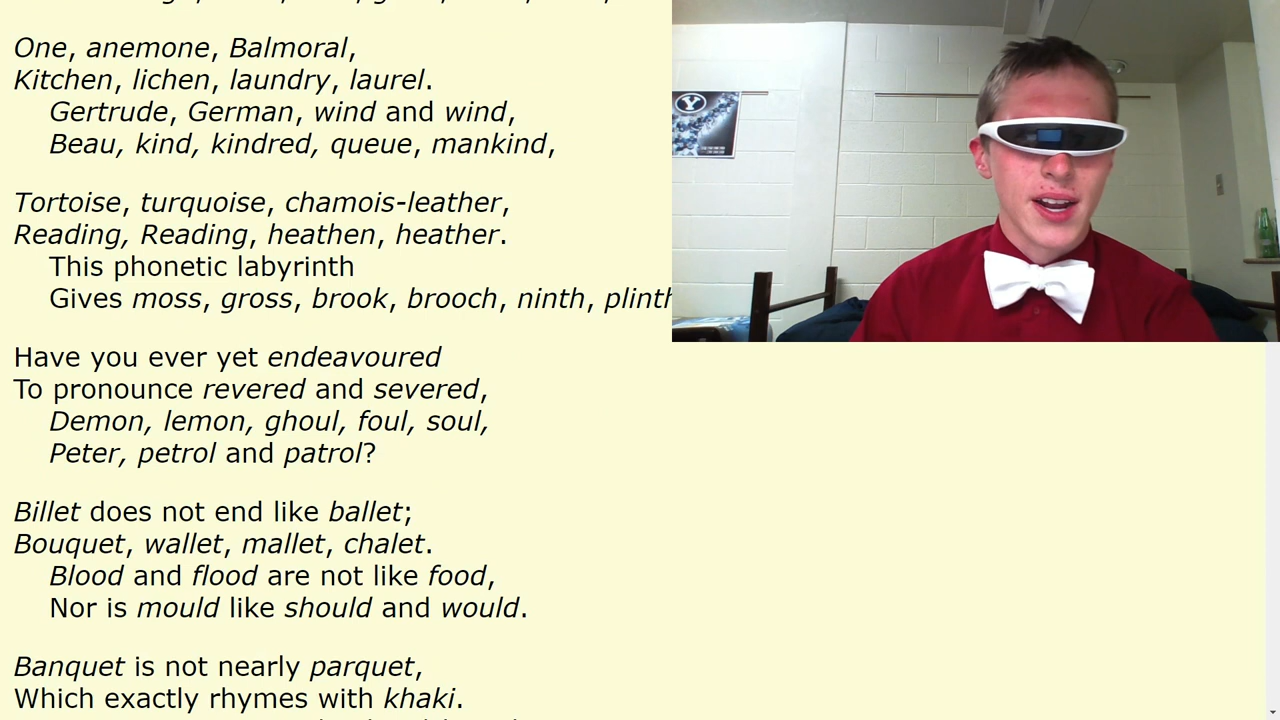 One, anemone, Balmoral,
Kitchen, lichen, laundry, laurel.
Gertrude, German, wind and wind,
Beau, kind, kindred, queue, mankind,
Tortoise, turquoise, chamois-leather,
Reading, Reading, heathen, heather.
This phonetic labyrinth
Gives moss, gross, brook, brooch, ninth, plinth
Have you ever yet endeavoured
To pronounce revered and severed,
Demon, lemon, ghoul, foul, soul,
Peter, petrol and patrol?
Billet does not end like ballet;
Bouquet, wallet, mallet, chalet.
Blood and flood are not like food,
Nor is mould like should and would.
Banquet is not nearly parquet,
Which exactly rhymes with khaki.
Y